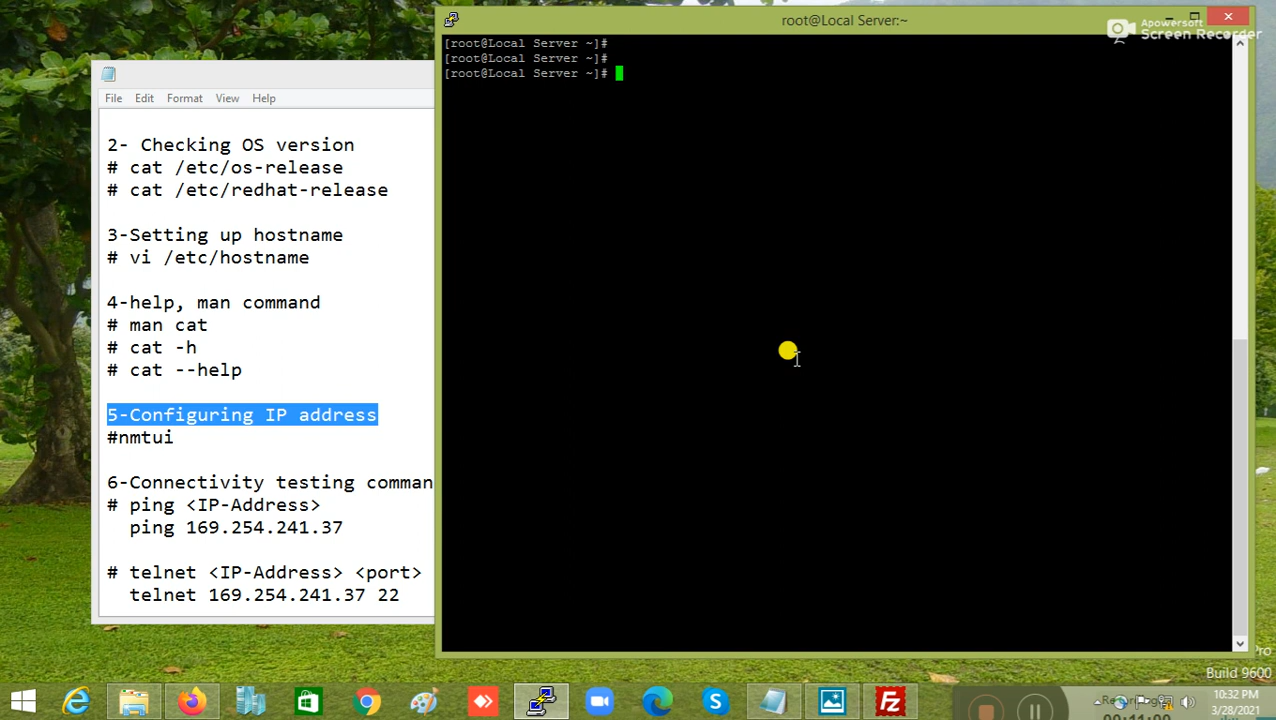 root@Local Server:~
Apowersoft
Screen Recorder
[root@Local Server ~]#
[root@Local Server ~]#
[root@Local Server ~]#
File Edit Format View Help
2- Checking OS version
# cat /etc/os-release
# cat /etc/redhat-release
3-Setting up hostname
# vi /etc/hostname
4-help, man command
# man cat
# cat -h
# cat --help
5-Configuring IP address
#nmtui
6-Connectivity testing comman
# ping <IP-Address>
ping 169.254.241.37
# telnet <IP-Address> <port>
telnet 169.254.241.37 22
Pro
Build 9600
10:32 PM
3/28/2021